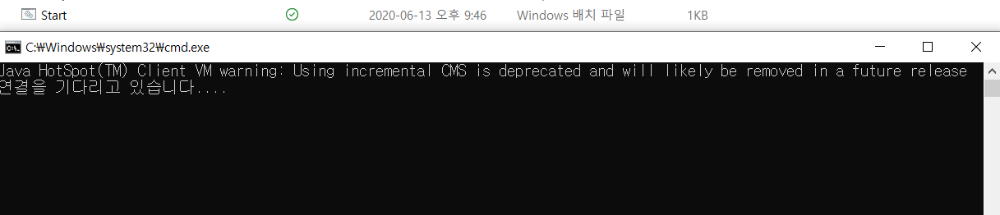 Start 2020-06-13 오후 9:46 Windows 배치 파일 1KB
C:₩Windows₩system32₩cmd.exe
Java HotSpot(TM) Client VM warning: Using incremental CMS is deprecated and will likely be removed in a future release
연결을 기다리고 있습니다....